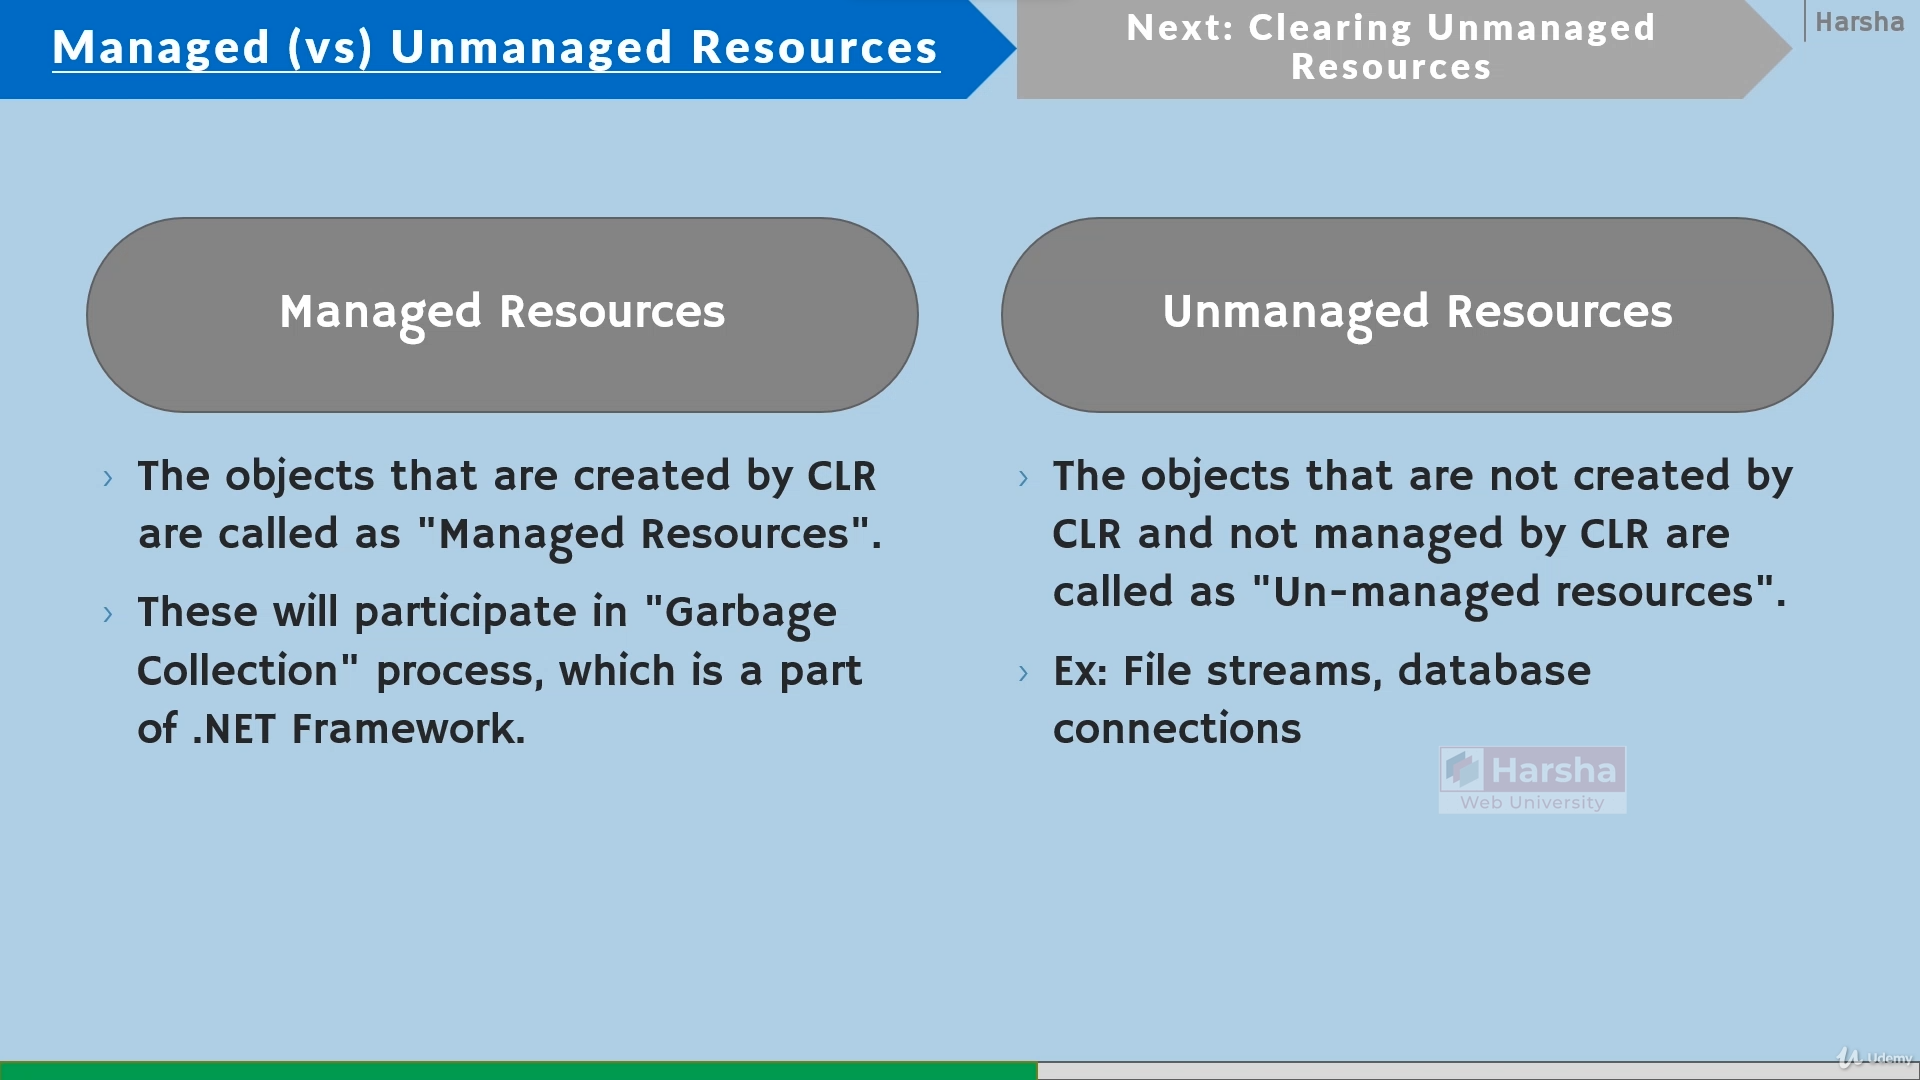 Managed (vs) Unmanaged Resources
Next: Clearing Unmanaged
Resources
Harsha
Managed Resources
The objects that are created by CLR
are called as "Managed Resources".
These will participate in "Garbage
Collection" process, which is a part
of .NET Framework.
Unmanaged Resources
The objects that are not created by
CLR and not managed by CLR are
called as "Un-managed resources".
Ex: File streams, database
connections
Harsha
Web University
Udemy